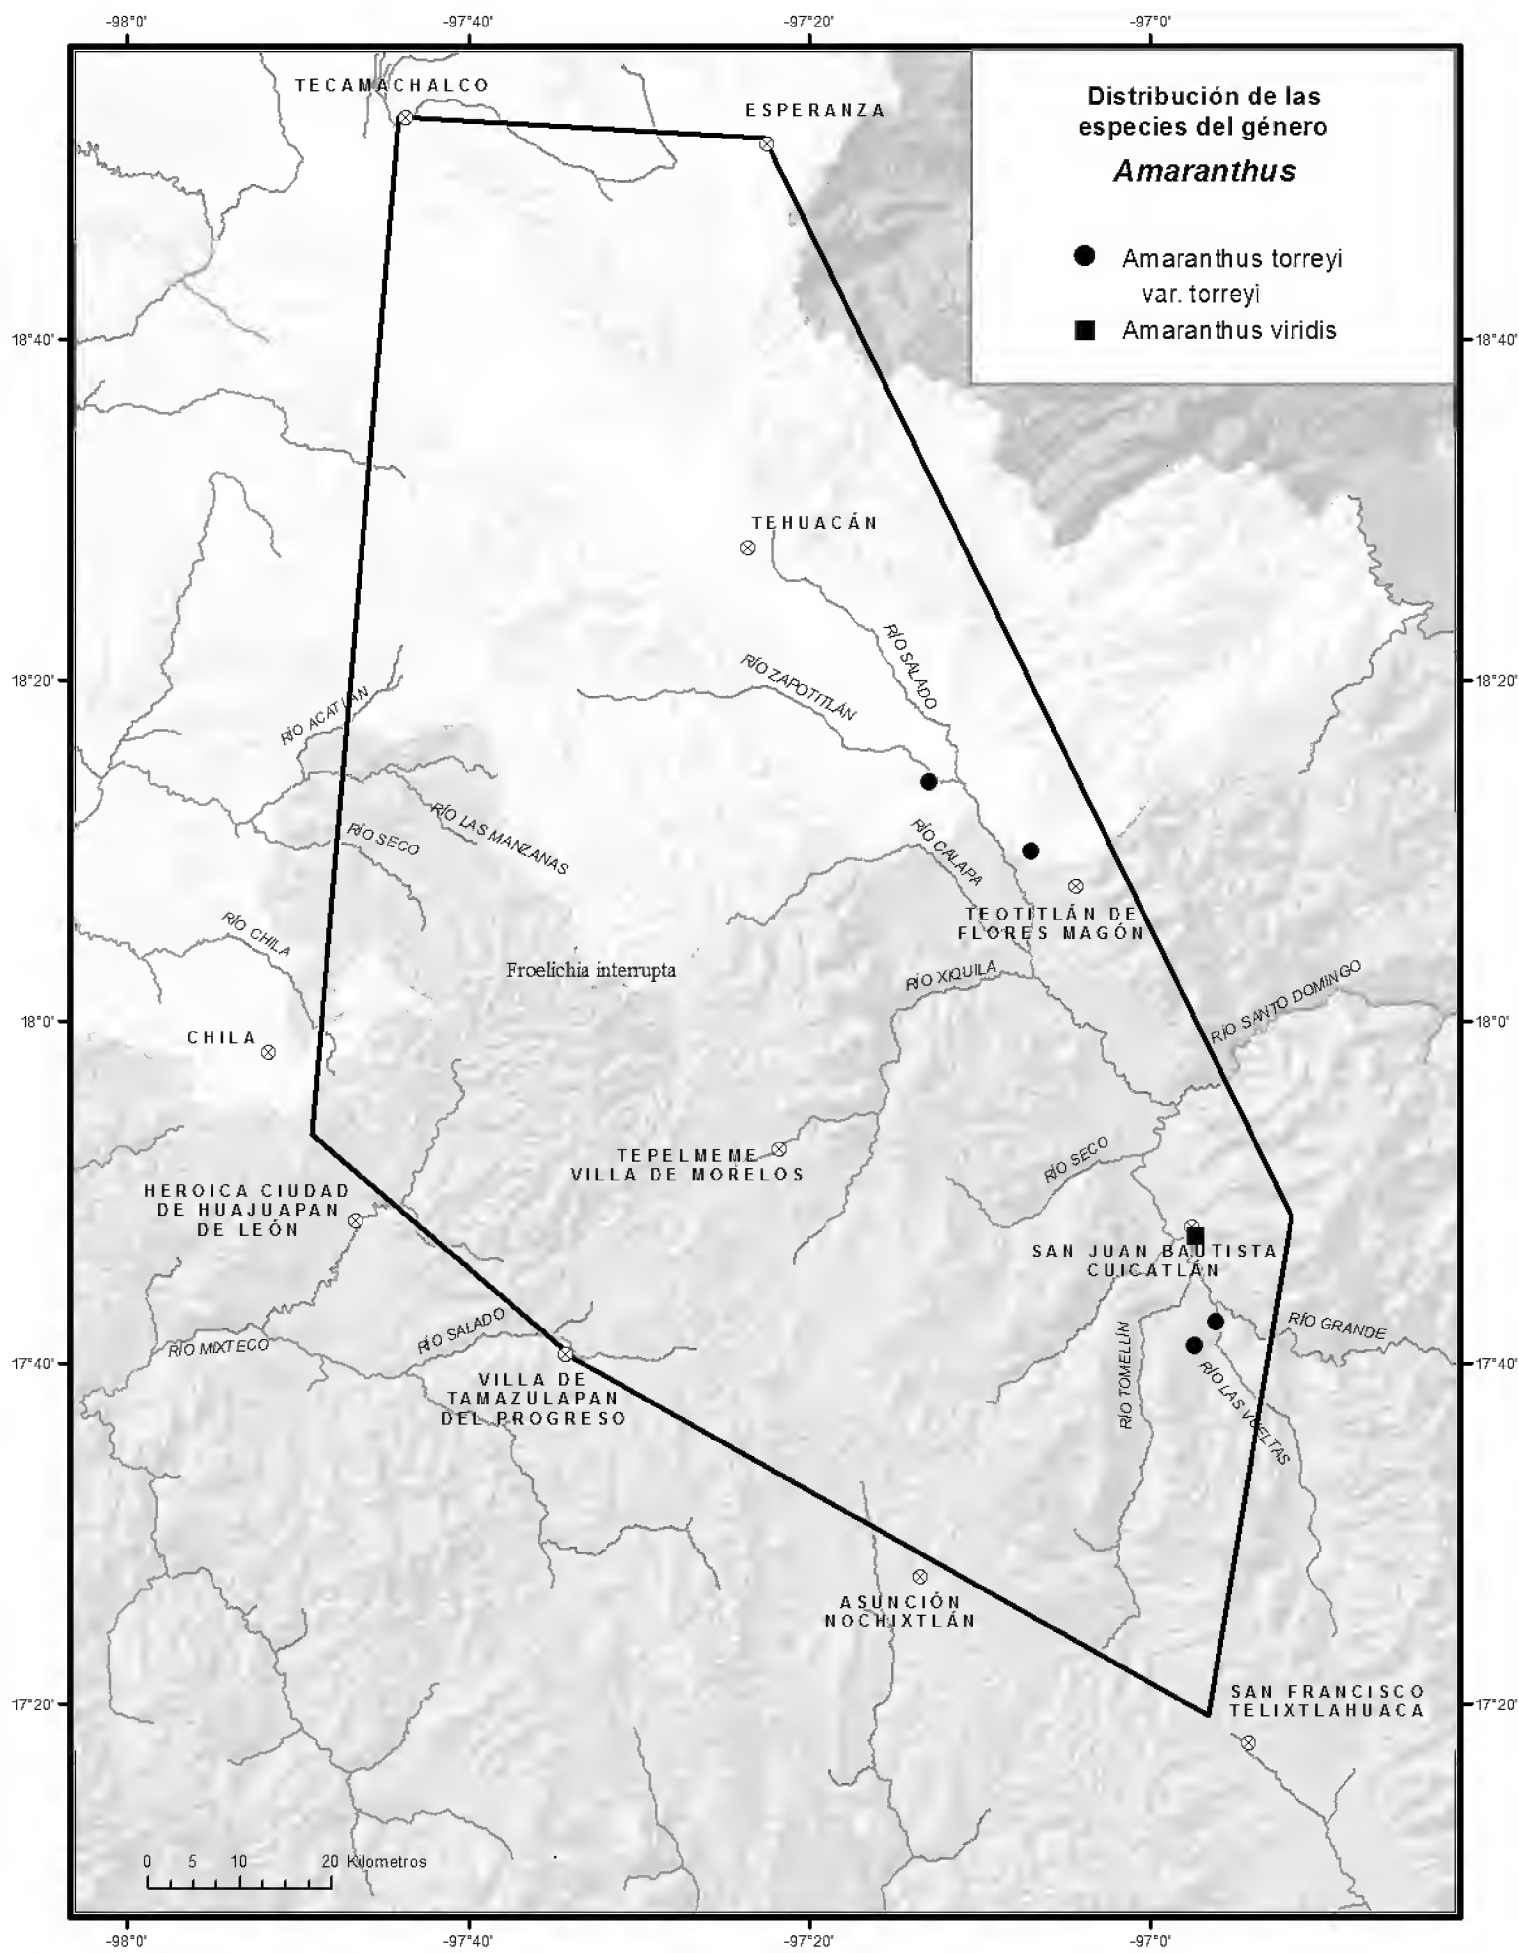 -98°0' -97°40' -97°20' -97°0'
TECAMACHALCO
ESPERANZA
Distribución de las
especies del género
Amaranthus
Amaranthus torreyi
var. torreyi
Amaranthus viridis
18°40' 18°40'
TEHUACÁN
RÍO SALADO
RÍO ZAPOTITLÁN
18°20' 18°20'
RÍO ACATLÁN
RÍO LAS MANZANAS
RÍO SECO
RÍO CALAPA
TEOTITLÁN DE
FLORES MAGÓN
RÍO CHILA
Froelichia interrupta
RÍO XIQUILA
RÍO SANTO DOMINGO
18°0' 18°0'
CHILA
TEPELMEME
VILLA DE MORELOS
RÍO SECO
HEROICA CIUDAD
DE HUAJUAPAN
DE LEÓN
SAN JUAN BAUTISTA
CUICATLÁN
RÍO MIXTECO
RÍO SALADO
RÍO GRANDE
RÍO TOMELLÍN
RÍO LAS VUELTAS
17°40' 17°40'
VILLA DE
TAMAZULAPAN
DEL PROGRESO
ASUNCIÓN
NOCHIXTLÁN
SAN FRANCISCO
TELIXTLAHUACA
17°20' 17°20'
0 5 10 20 Kilometros
-98°0' -97°40' -97°20' -97°0'